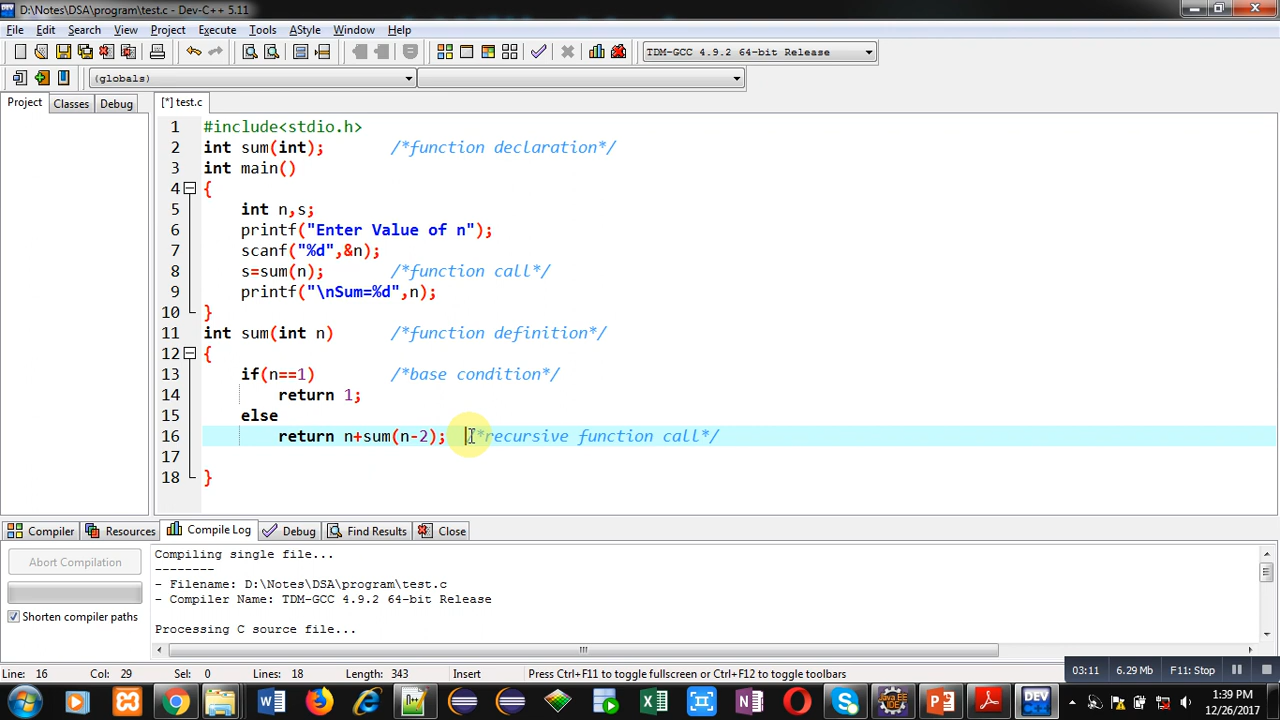 D:\Notes\DSA\program\test.c - Dev-C++ 5.11
File Edit Search View Project Execute Tools AStyle Window Help
TDM-GCC 4.9.2 64-bit Release
(globals)
Project Classes Debug [*] test.c
1 #include<stdio.h>
2 int sum(int); /*function declaration*/
3 int main()
4 {
5 int n,s;
6 printf("Enter Value of n");
7 scanf("%d",&n);
8 s=sum(n); /*function call*/
9 printf("\nSum=%d",n);
10 }
11 int sum(int n) /*function definition*/
12 {
13 if(n==1) /*base condition*/
14 return 1;
15 else
16 return n+sum(n-2); /*recursive function call*/
17
18 }
Compiler Resources Compile Log Debug Find Results Close
Abort Compilation
Shorten compiler paths
Compiling single file...
--------
- Filename: D:\Notes\DSA\program\test.c
- Compiler Name: TDM-GCC 4.9.2 64-bit Release
Processing C source file...
Line: 16 Col: 29 Sel: 0 Lines: 18 Length: 343 Insert Press Ctrl+F11 to toggle fullscreen or Ctrl+F12 to toggle toolbars
03:11 6.29 Mb F11: Stop
1:39 PM
12/26/2017